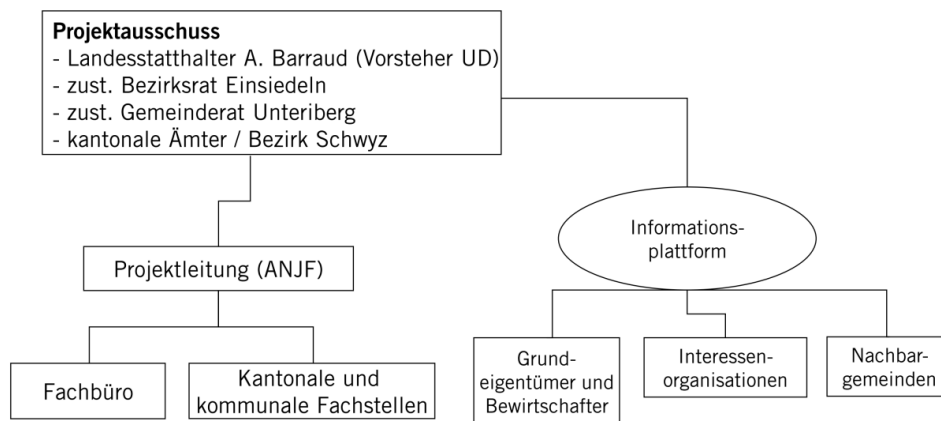 Projektausschuss
- Landesstatthalter A. Barraud (Vorsteher UD)
- zust. Bezirksrat Einsiedeln
- zust. Gemeinderat Unteriberg
- kantonale Ämter / Bezirk Schwyz
Informations-
plattform
Projektleitung (ANJF)
Fachbüro
Kantonale und
kommunale Fachstellen
Grund-
eigentümer und
Bewirtschafter
Interessen-
organisationen
Nachbar-
gemeinden